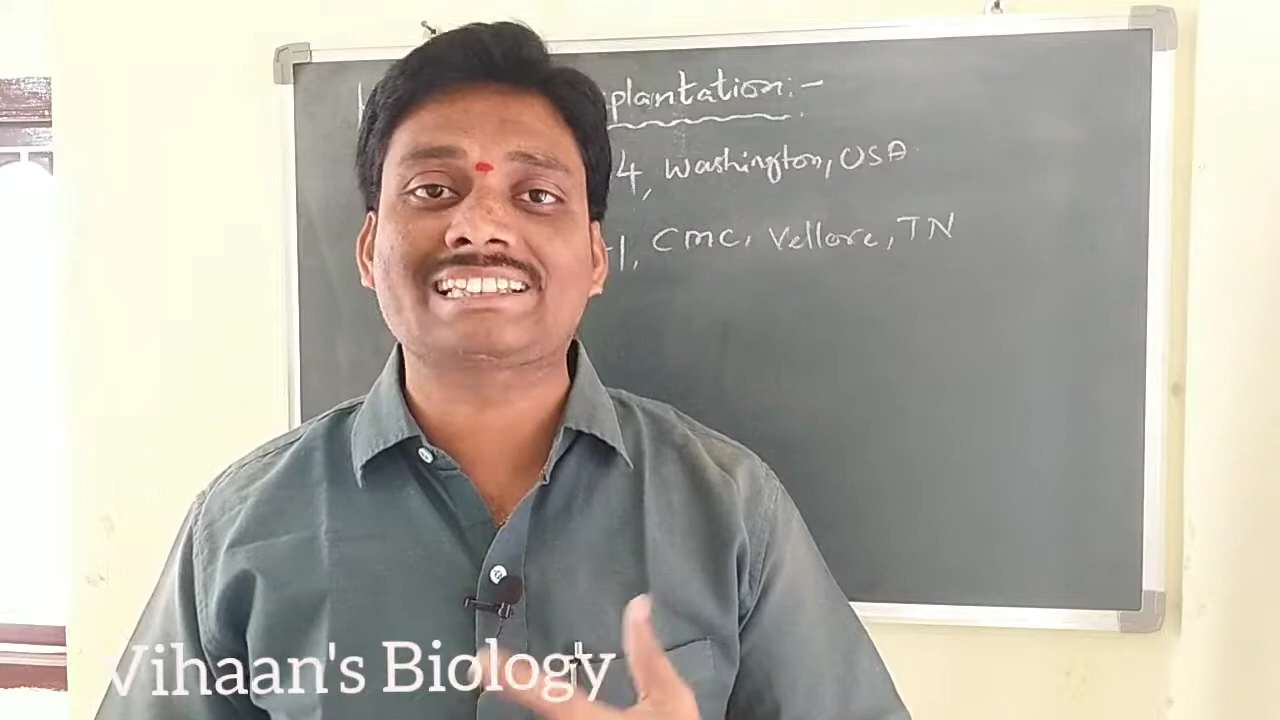 plantation:-
4, Washington, USA
1, CMC, Vellore, TN
Vihaan's Biology